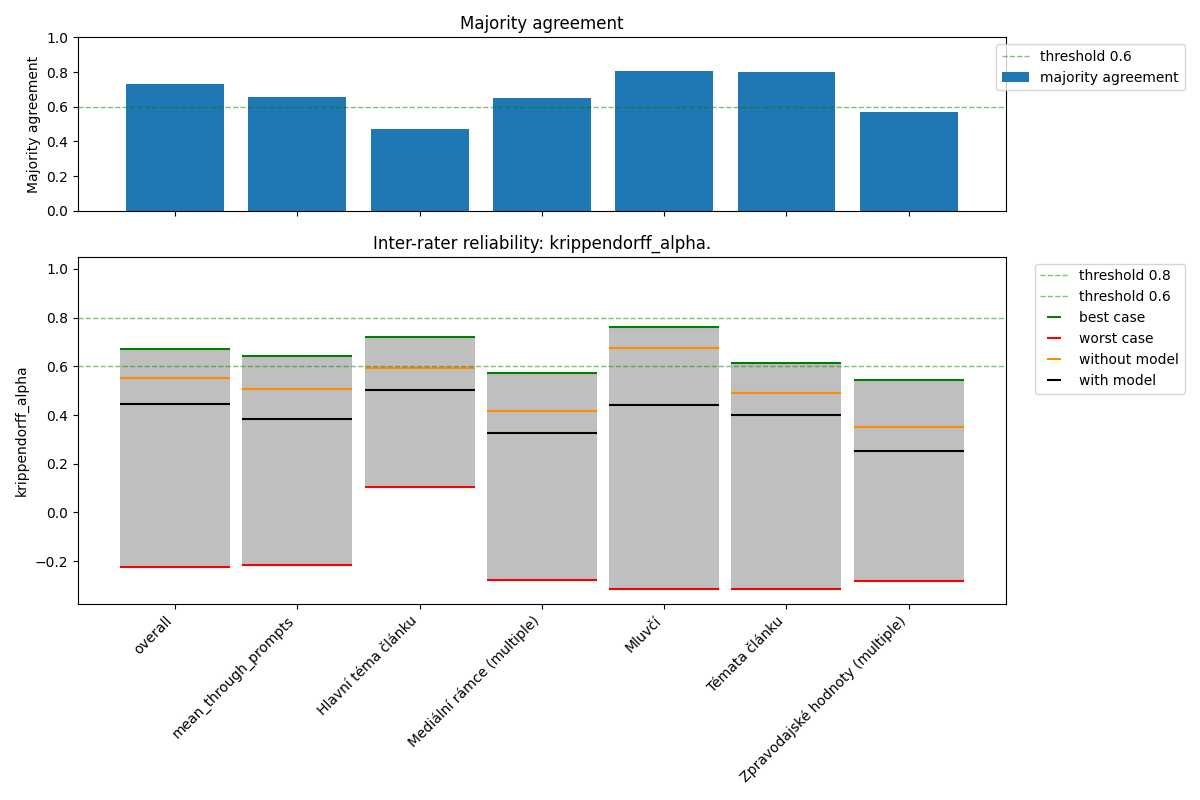 Majority agreement
Majority agreement
1.0
0.8
0.6
0.4
0.2
0.0
threshold 0.6
majority agreement
Inter-rater reliability: krippendorff_alpha.
krippendorff_alpha
1.0
0.8
0.6
0.4
0.2
0.0
−0.2
threshold 0.8
threshold 0.6
best case
worst case
without model
with model
overall
mean_through_prompts
Hlavní téma článku
Mediální rámce (multiple)
Mluvčí
Témata článku
Zpravodajské hodnoty (multiple)